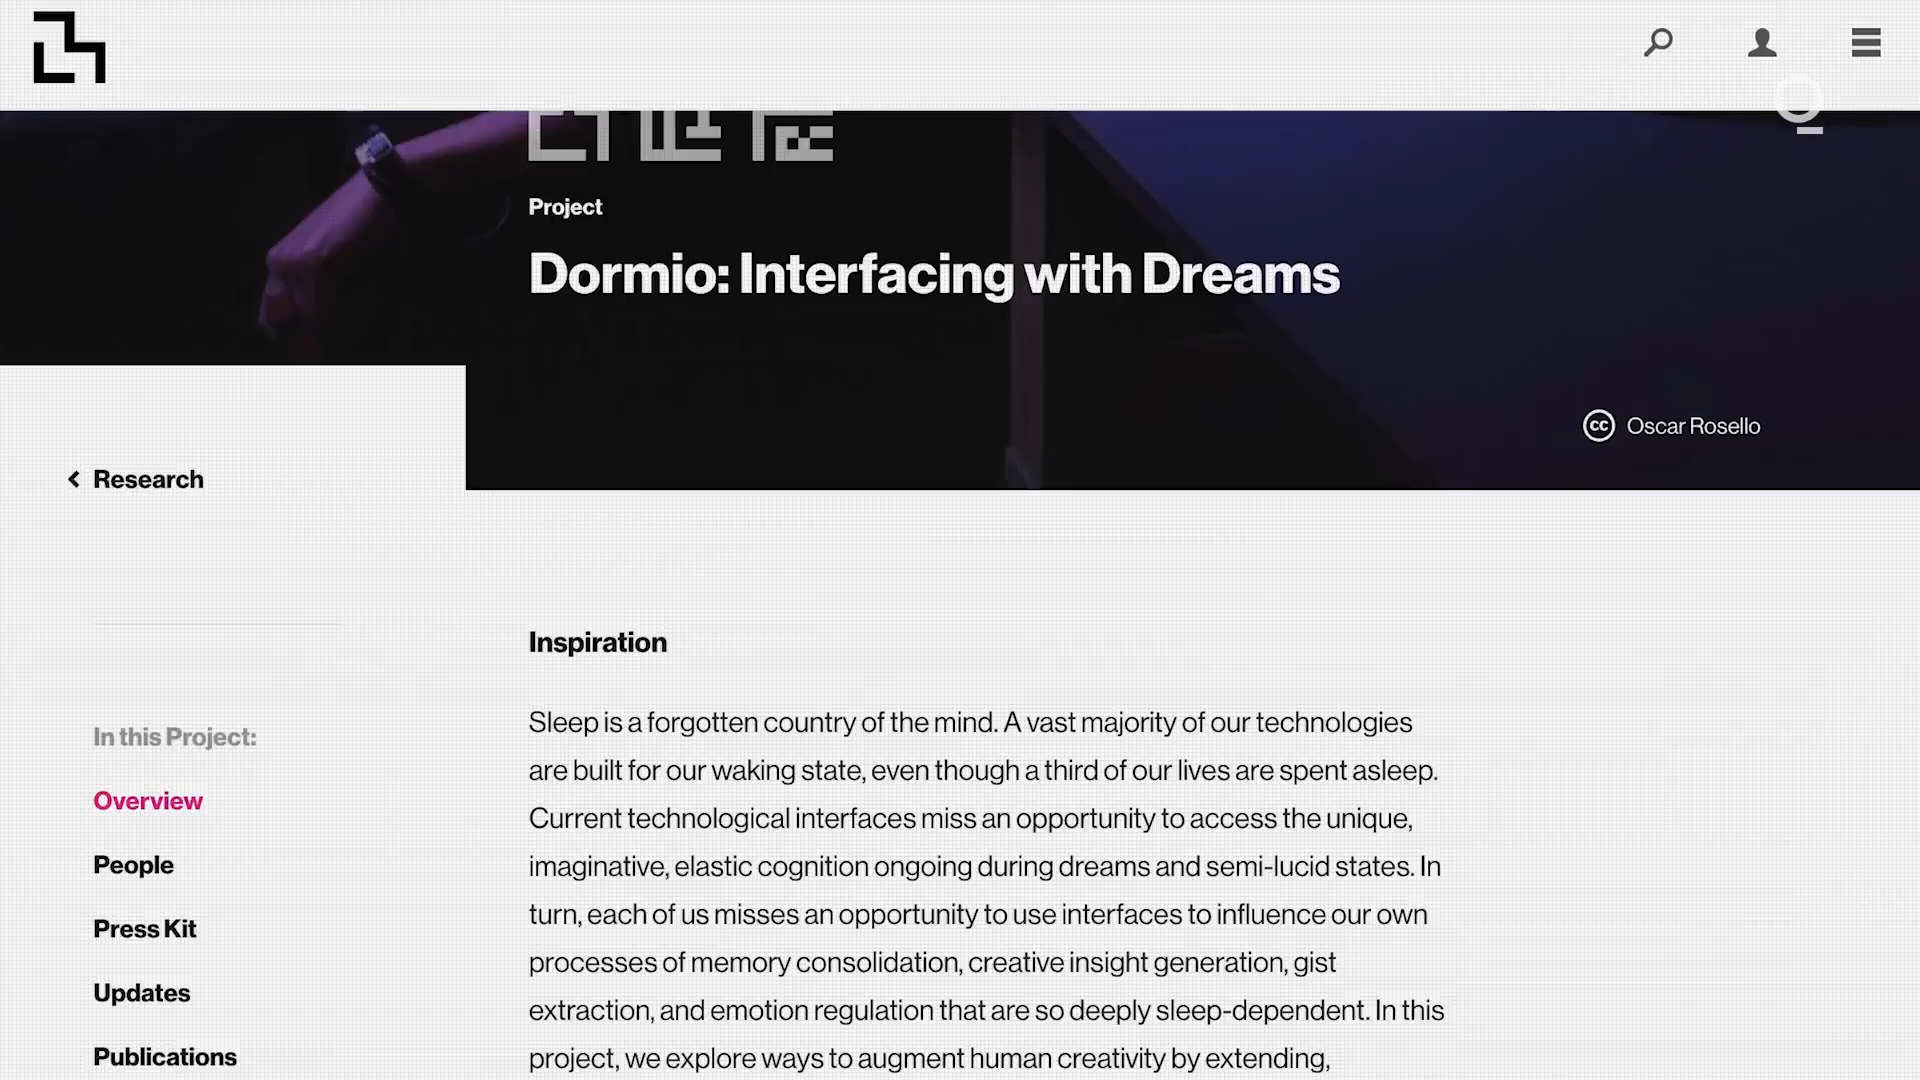 Project
Dormio: Interfacing with Dreams
cc Oscar Rosello
Research
Inspiration
Sleep is a forgotten country of the mind. A vast majority of our technologies
are built for our waking state, even though a third of our lives are spent asleep.
Current technological interfaces miss an opportunity to access the unique,
imaginative, elastic cognition ongoing during dreams and semi-lucid states. In
turn, each of us misses an opportunity to use interfaces to influence our own
processes of memory consolidation, creative insight generation, gist
extraction, and emotion regulation that are so deeply sleep-dependent. In this
project, we explore ways to augment human creativity by extending,
In this Project:
Overview
People
Press Kit
Updates
Publications